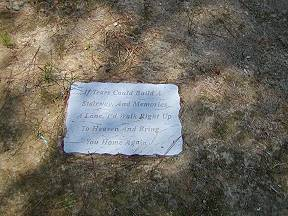 If Tears Could Build A
Stairway, And Memories
A Lane, I'd Walk Right Up
To Heaven And Bring
You Home Again